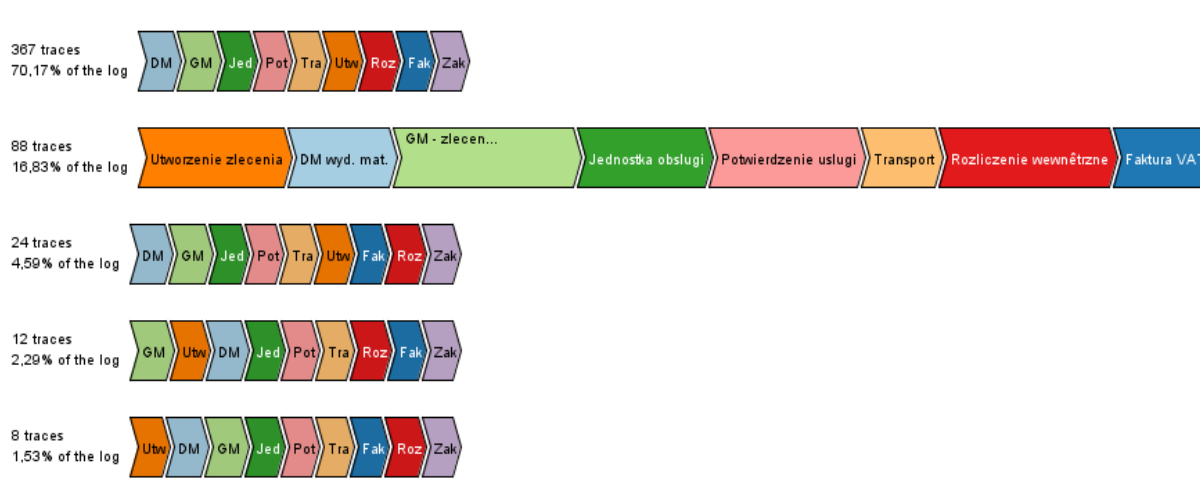 367 traces
70,17% of the log
DM GM Jed Pot Tra Utw Roz Fak Zak
88 traces
16,83% of the log
Utworzenie zlecenia DM wyd. mat. GM - zlecen... Jednostka obslugi Potwierdzenie uslugi Transport Rozliczenie wewnêtrzne Faktura VA
24 traces
4,59% of the log
DM GM Jed Pot Tra Utw Fak Roz Zak
12 traces
2,29% of the log
GM Utw DM Jed Pot Tra Roz Fak Zak
8 traces
1,53% of the log
Utw DM GM Jed Pot Tra Fak Roz Zak